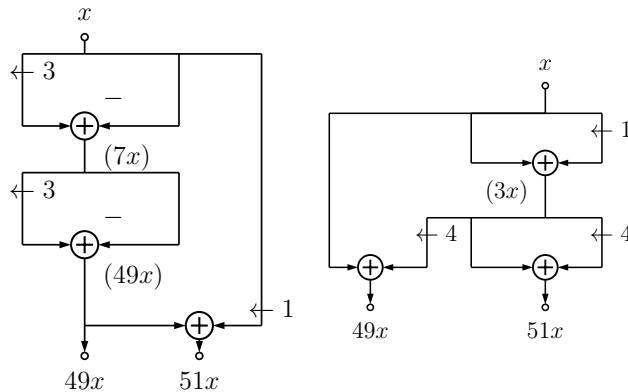 x
← 3
−
(7x)
← 3
−
(49x)
← 1
49x
51x
x
← 1
(3x)
← 4
← 4
49x
51x